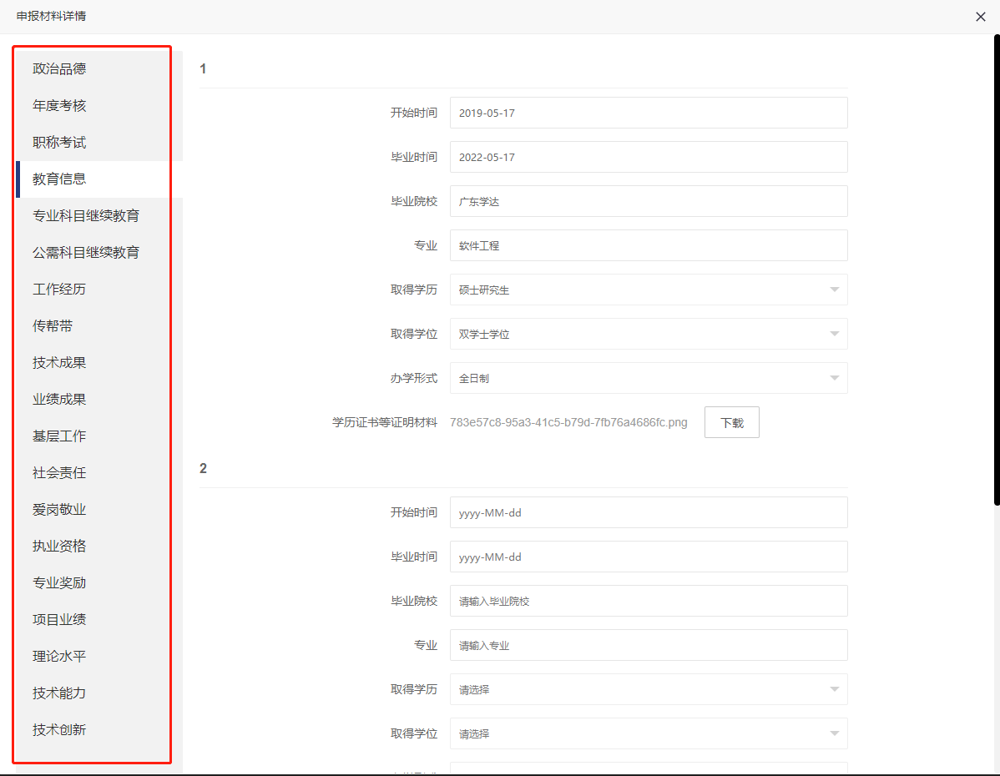 申报材料详情
政治品德
年度考核
职称考试
教育信息
专业科目继续教育
公需科目继续教育
工作经历
传帮带
技术成果
业绩成果
基层工作
社会责任
爱岗敬业
执业资格
专业奖励
项目业绩
理论水平
技术能力
技术创新
1
开始时间 2019-05-17
毕业时间 2022-05-17
毕业院校 广东学达
专业 软件工程
取得学历 硕士研究生
取得学位 双学士学位
办学形式 全日制
学历证书等证明材料 783e57c8-95a3-41c5-b79d-7fb76a4686fc.png 下载
2
开始时间 yyyy-MM-dd
毕业时间 yyyy-MM-dd
毕业院校 请输入毕业院校
专业 请输入专业
取得学历 请选择
取得学位 请选择